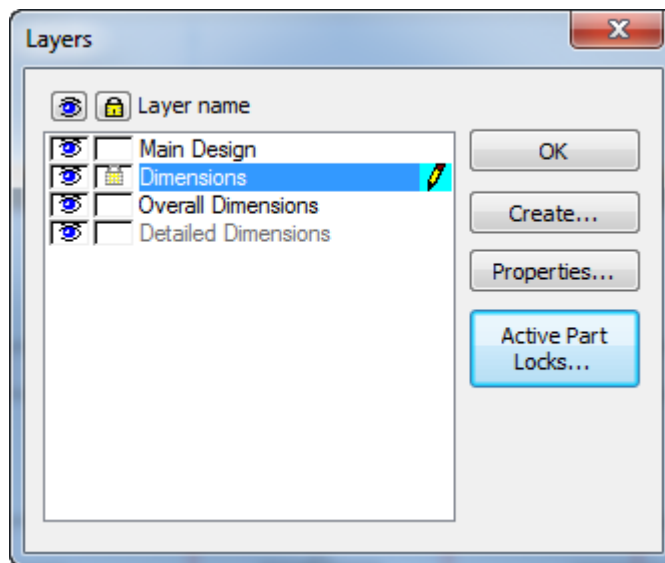 Layers
Layer name
Main Design
Dimensions
Overall Dimensions
Detailed Dimensions
OK
Create...
Properties...
Active Part
Locks...